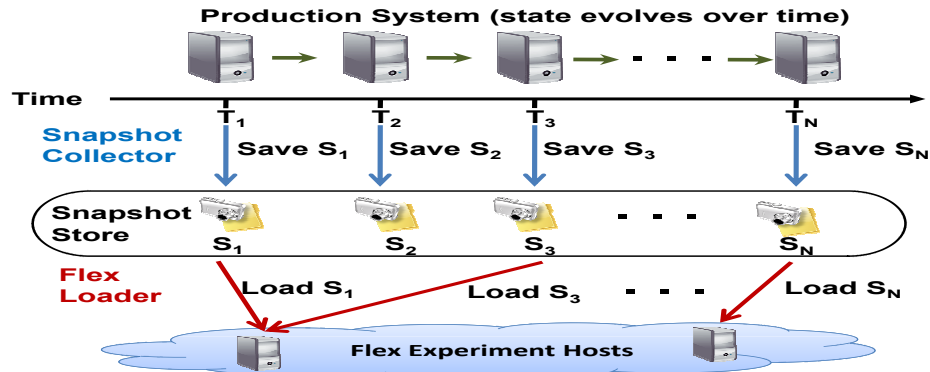 Production System (state evolves over time)
Time
T1 T2 T3 TN
Snapshot Collector
Save S1 Save S2 Save S3 Save SN
Snapshot Store
S1 S2 S3 SN
Flex Loader
Load S1 Load S3 Load SN
Flex Experiment Hosts